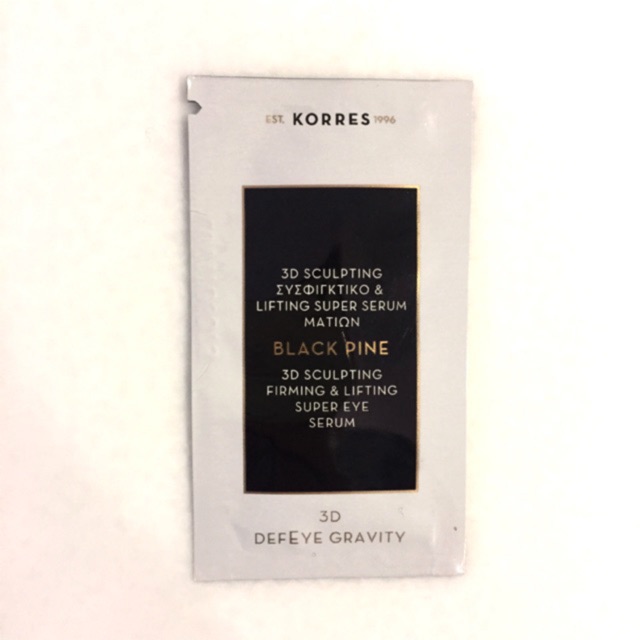 EST. KORRES 1996
3D SCULPTING
ΣΥΣΦΙΓΚΤΙΚΟ &
LIFTING SUPER SERUM
ΜΑΤΙΩΝ
BLACK PINE
3D SCULPTING
FIRMING & LIFTING
SUPER EYE
SERUM
3D
DEFEYE GRAVITY